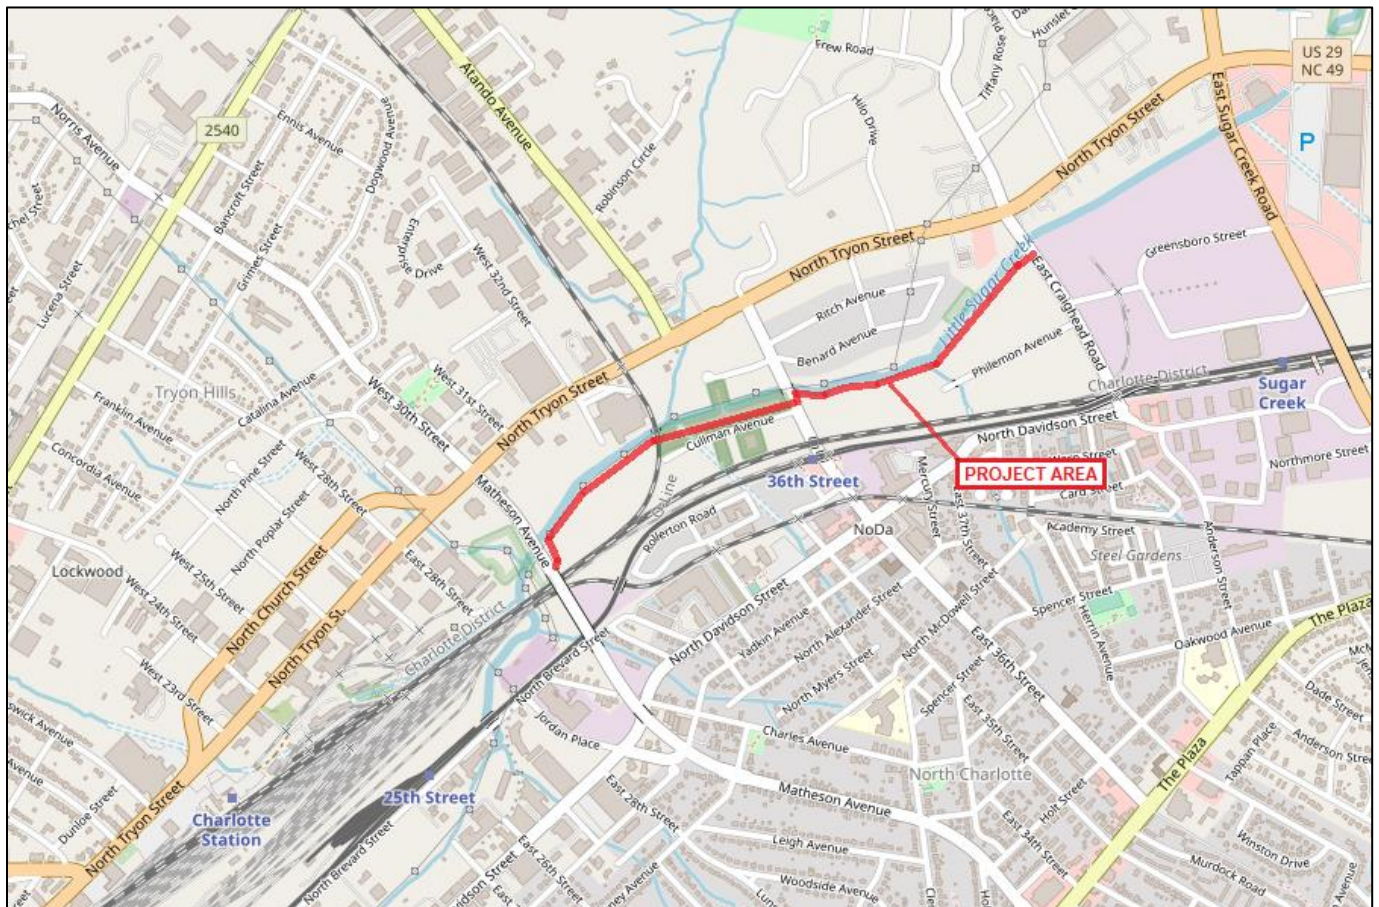 Frew Road
Hunslet
Tiffany Rose
US 29
NC 49
Atando Avenue
Norris Avenue
Ennis Avenue
Dogwood Avenue
2540
Hilo Drive
North Tryon Street
East Sugar Creek Road
P
Robinson Circle
Bancroft Street
Grimes Street
Enterprise Drive
West 32nd Street
North Tryon Street
Little Sugar Creek
Greensboro Street
Lucena Street
Ritch Avenue
East Craighead Road
Benard Avenue
Philemon Avenue
Charlotte District
Sugar
Creek
Tryon Hills
West 31st Street
North Tryon Street
Catalina Avenue
West 30th Street
Franklin Avenue
Cullman Avenue
North Davidson Street
Concordia Avenue
North Pine Street
West 28th Street
Matheson Avenue
36th Street
PROJECT AREA
Northmore Street
Card Street
Mercury Street
East 37th Street
North Poplar Street
Rollerton Road
NoDa
Academy Street
Steel Gardens
Anderson Street
Lockwood
West 25th Street
East 28th Street
West 24th Street
North Church Street
North Tryon St.
Charlotte District
North Davidson Street
Yadkin Avenue
North Alexander Street
North McDowell Street
Spencer Street
Herrin Avenue
Oakwood Avenue
The Plaza
West 23rd Street
North Brevard Street
North Myers Street
Spencer Street
East 36th Street
East 35th Street
Dade Street
Jordan Place
Charles Avenue
Anderson Street
Tappan Place
The Plaza
North Charlotte
25th Street
Matheson Avenue
Holt Street
East 34th Street
Charlotte
Station
Dunloe Street
North Tryon Street
North Brevard Street
East 28th Street
Leigh Avenue
Winston Drive
Murdock Road
East 26th Street
Woodside Avenue